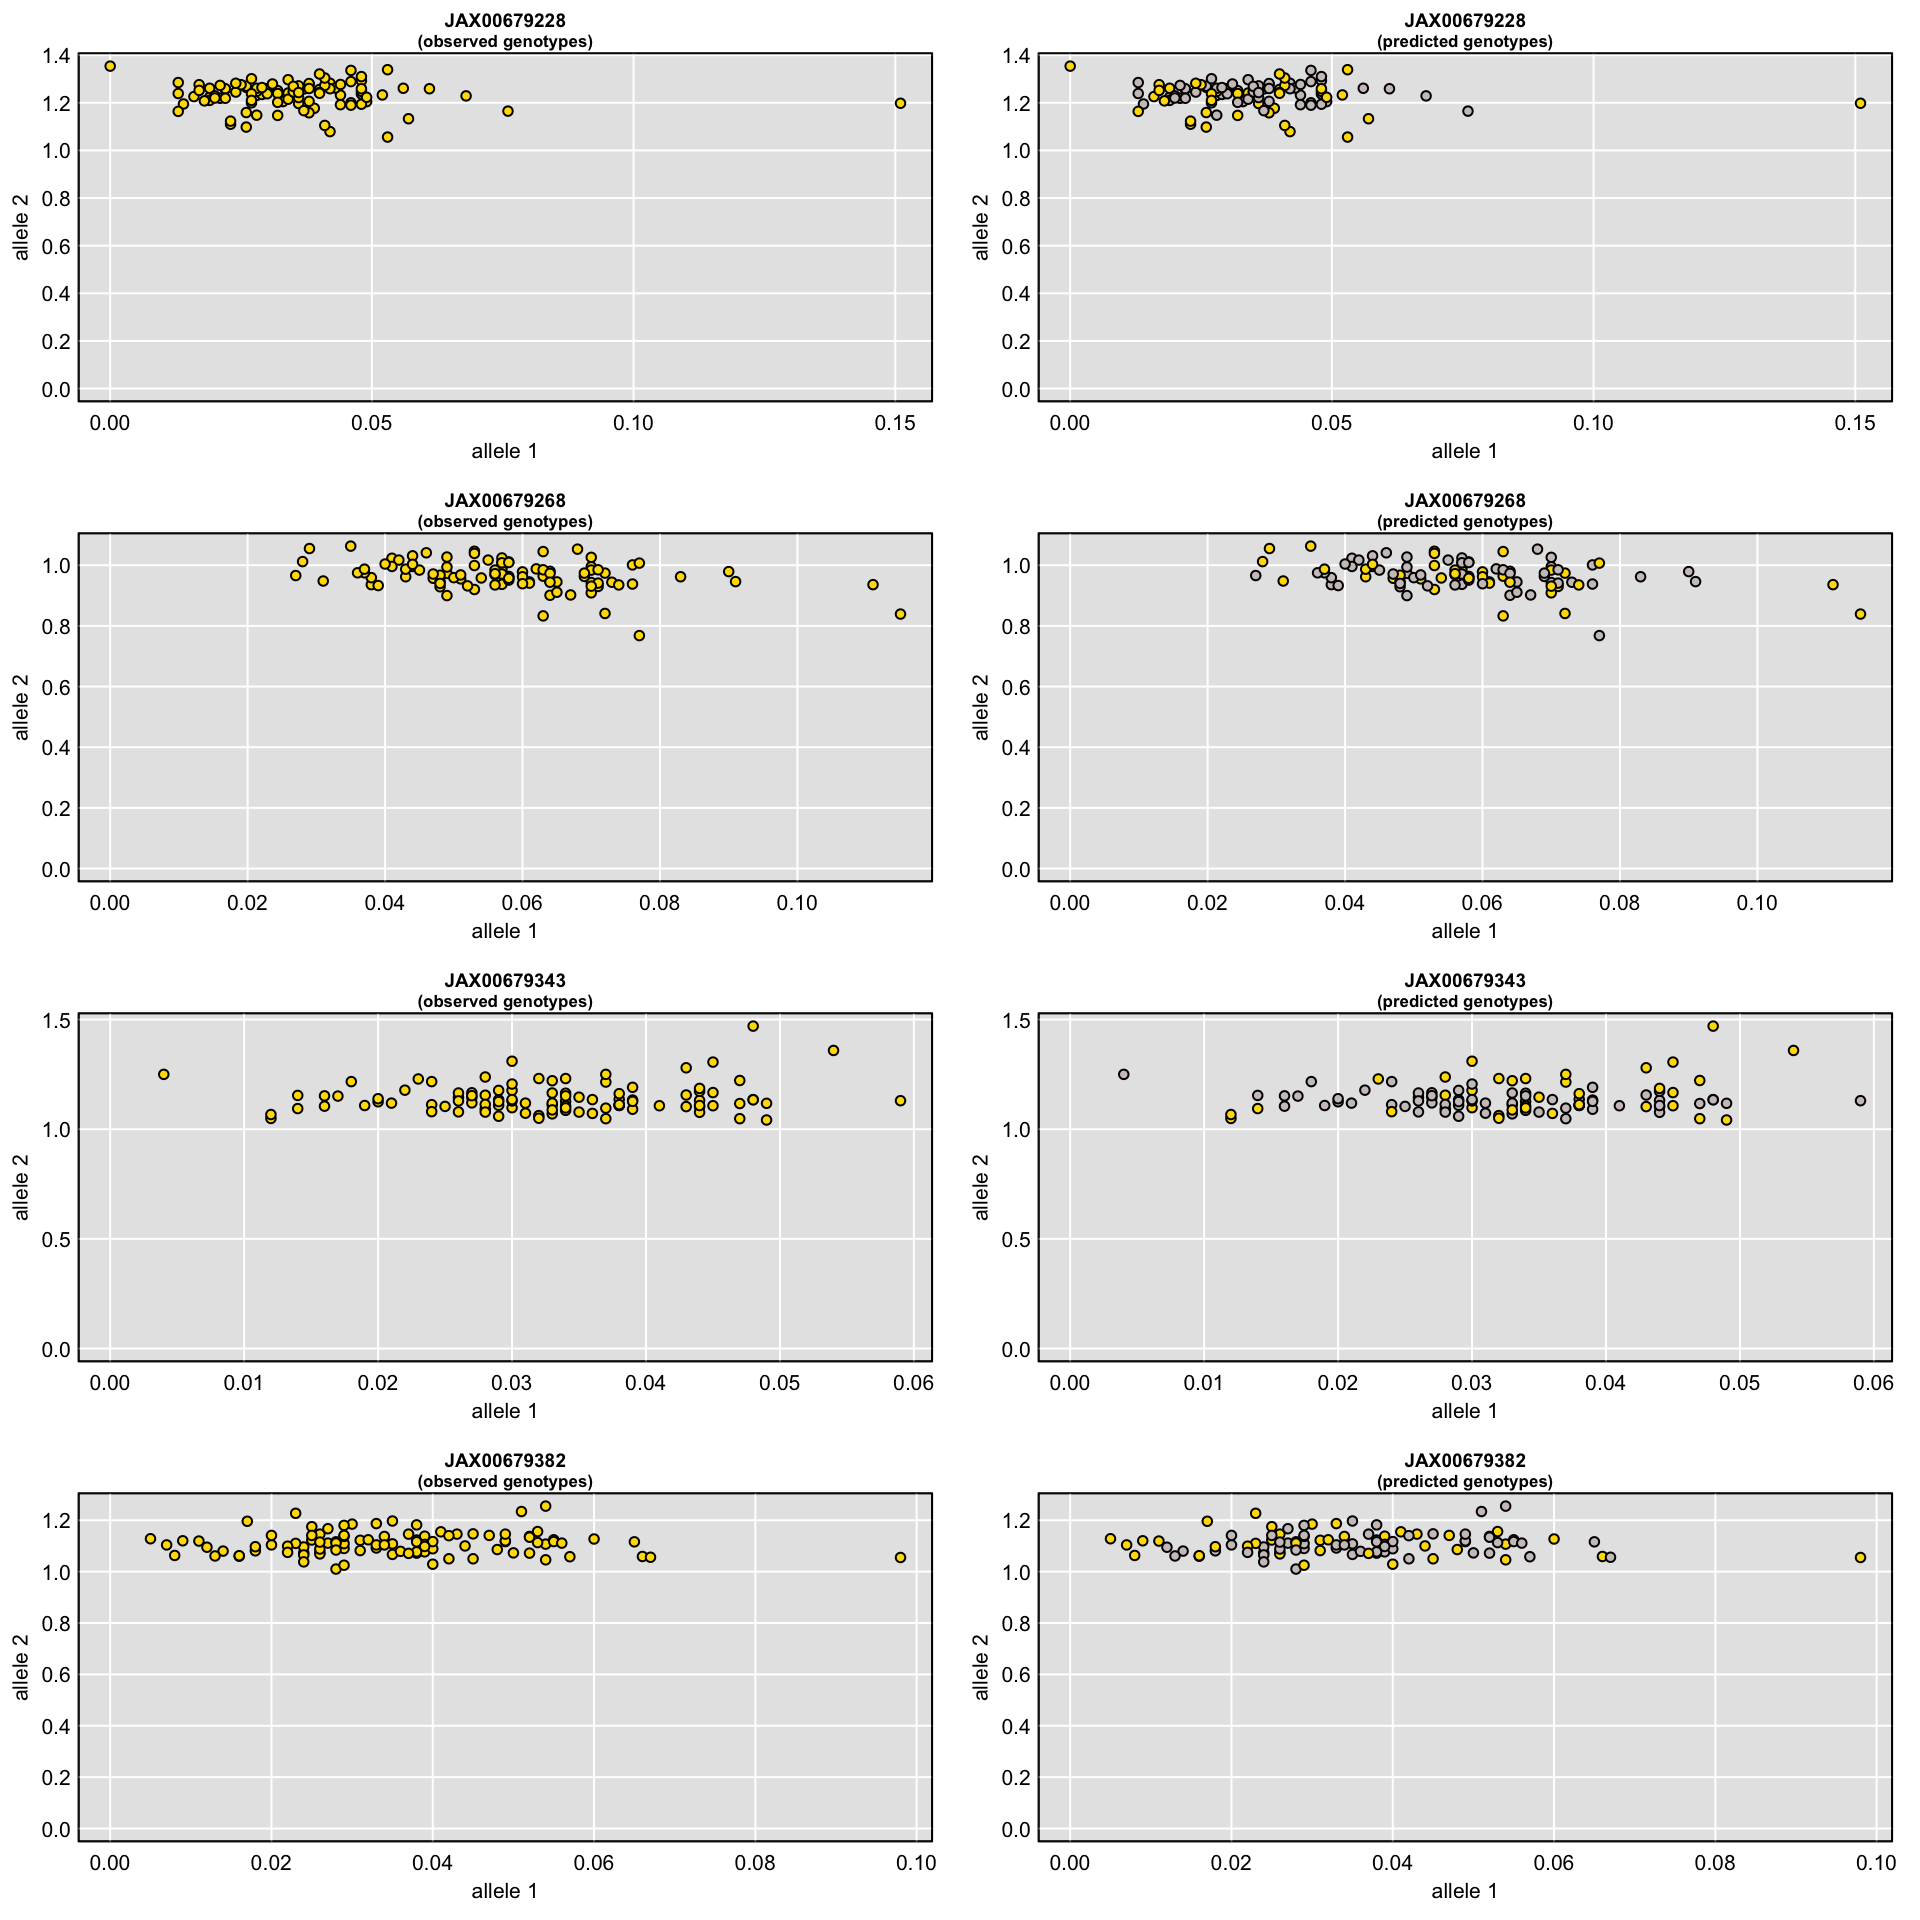 JAX00679228
(observed genotypes)
1.4
1.2
1.0
0.8
0.6
0.4
0.2
0.0
allele 2
0.00 0.05 0.10 0.15
allele 1
JAX00679228
(predicted genotypes)
1.4
1.2
1.0
0.8
0.6
0.4
0.2
0.0
allele 2
0.00 0.05 0.10 0.15
allele 1
JAX00679268
(observed genotypes)
1.0
0.8
0.6
0.4
0.2
0.0
allele 2
0.00 0.02 0.04 0.06 0.08 0.10
allele 1
JAX00679268
(predicted genotypes)
1.0
0.8
0.6
0.4
0.2
0.0
allele 2
0.00 0.02 0.04 0.06 0.08 0.10
allele 1
JAX00679343
(observed genotypes)
1.5
1.0
0.5
0.0
allele 2
0.00 0.01 0.02 0.03 0.04 0.05 0.06
allele 1
JAX00679343
(predicted genotypes)
1.5
1.0
0.5
0.0
allele 2
0.00 0.01 0.02 0.03 0.04 0.05 0.06
allele 1
JAX00679382
(observed genotypes)
1.2
1.0
0.8
0.6
0.4
0.2
0.0
allele 2
0.00 0.02 0.04 0.06 0.08 0.10
allele 1
JAX00679382
(predicted genotypes)
1.2
1.0
0.8
0.6
0.4
0.2
0.0
allele 2
0.00 0.02 0.04 0.06 0.08 0.10
allele 1